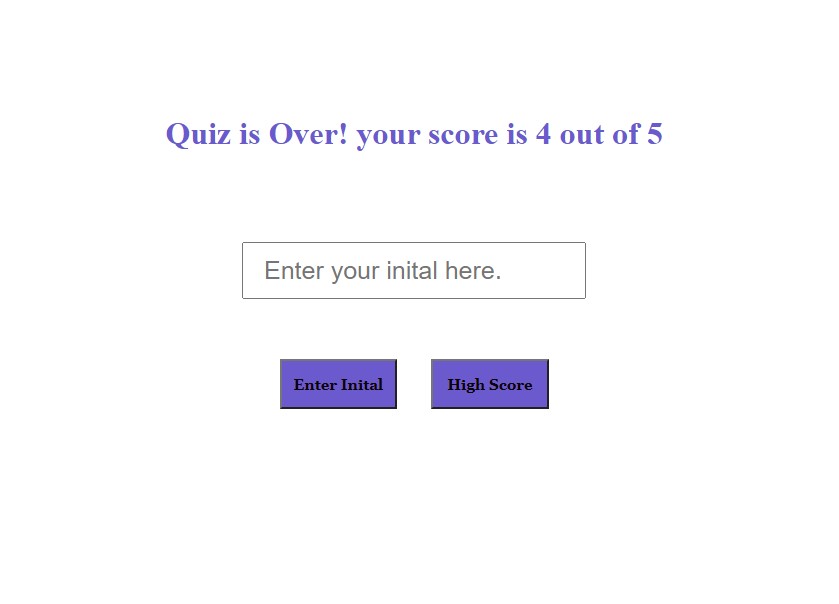 Quiz is Over! your score is 4 out of 5
Enter your inital here.
Enter Inital
High Score